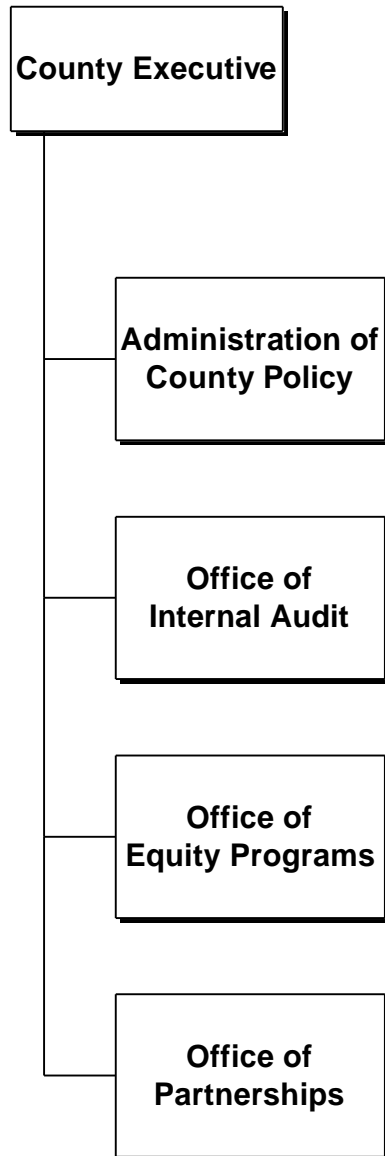 County Executive
Administration of
County Policy
Office of
Internal Audit
Office of
Equity Programs
Office of
Partnerships